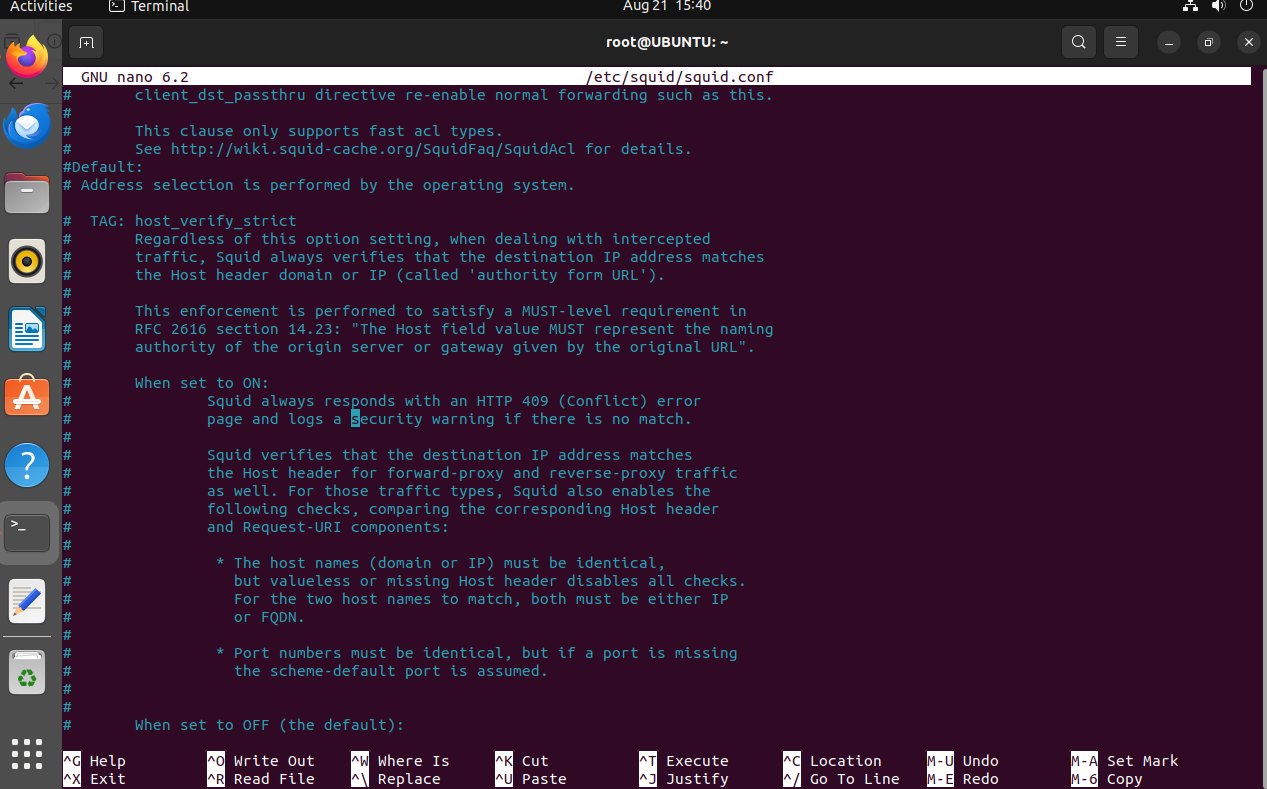 Activities Terminal Aug 21 15:40
root@UBUNTU: ~
GNU nano 6.2 /etc/squid/squid.conf
# client_dst_passthru directive re-enable normal forwarding such as this.
#
# This clause only supports fast acl types.
# See http://wiki.squid-cache.org/SquidFaq/SquidAcl for details.
#Default:
# Address selection is performed by the operating system.
# TAG: host_verify_strict
# Regardless of this option setting, when dealing with intercepted
# traffic, Squid always verifies that the destination IP address matches
# the Host header domain or IP (called 'authority form URL').
#
# This enforcement is performed to satisfy a MUST-level requirement in
# RFC 2616 section 14.23: "The Host field value MUST represent the naming
# authority of the origin server or gateway given by the original URL".
#
# When set to ON:
# Squid always responds with an HTTP 409 (Conflict) error
# page and logs a security warning if there is no match.
#
# Squid verifies that the destination IP address matches
# the Host header for forward-proxy and reverse-proxy traffic
# as well. For those traffic types, Squid also enables the
# following checks, comparing the corresponding Host header
# and Request-URI components:
#
# * The host names (domain or IP) must be identical,
# but valueless or missing Host header disables all checks.
# For the two host names to match, both must be either IP
# or FQDN.
#
# * Port numbers must be identical, but if a port is missing
# the scheme-default port is assumed.
#
#
# When set to OFF (the default):
^G Help ^O Write Out ^W Where Is ^K Cut ^T Execute ^C Location M-U Undo M-A Set Mark
^X Exit ^R Read File ^\ Replace ^U Paste ^J Justify ^/ Go To Line M-E Redo M-6 Copy